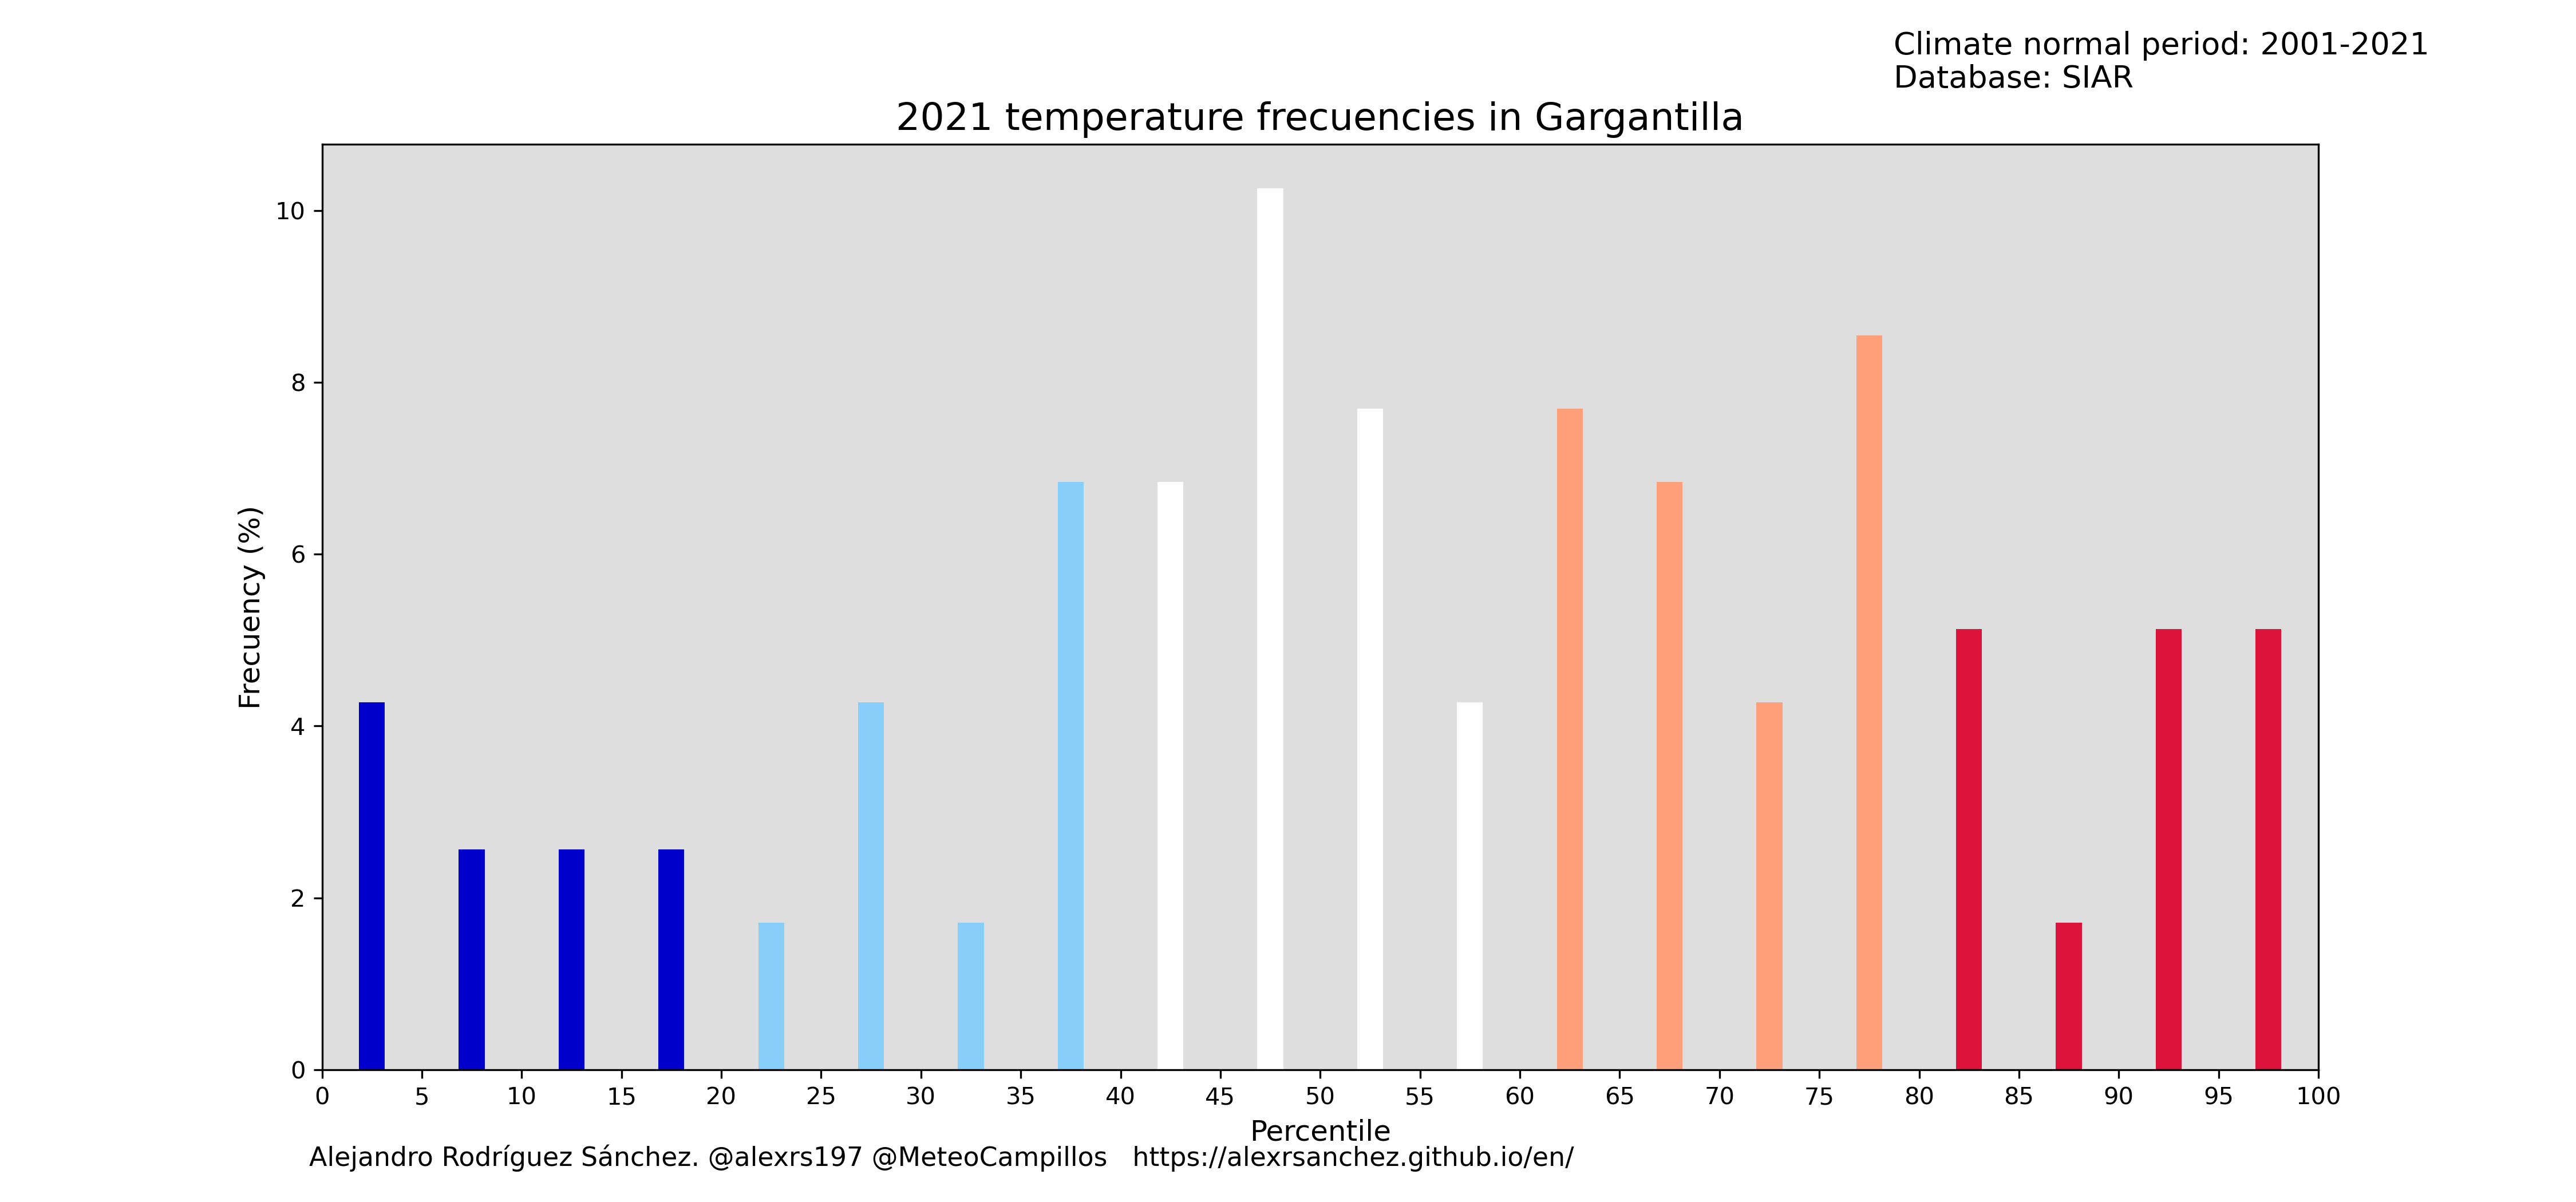 Climate normal period: 2001-2021
Database: SIAR
2021 temperature frecuencies in Gargantilla
Frecuency (%)
10
8
6
4
2
0
0 5 10 15 20 25 30 35 40 45 50 55 60 65 70 75 80 85 90 95 100
Percentile
Alejandro Rodríguez Sánchez. @alexrs197 @MeteoCampillos https://alexrsanchez.github.io/en/